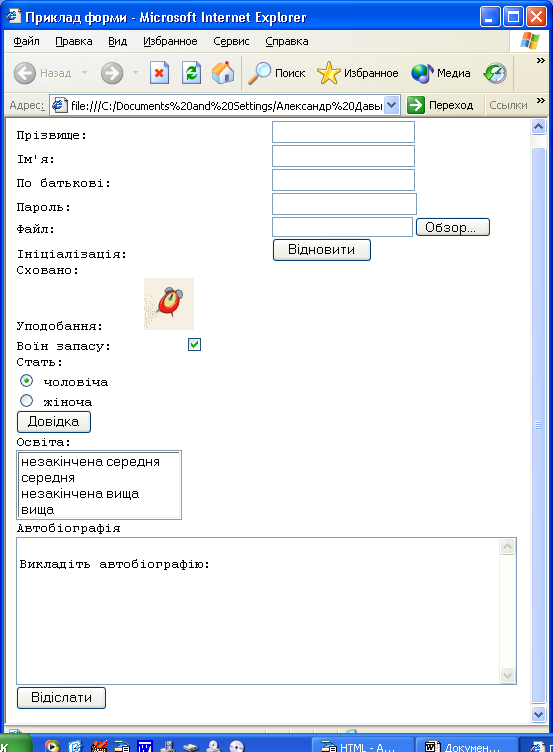 Приклад форми - Microsoft Internet Explorer
Файл Правка Вид Избранное Сервис Справка
Назад Поиск Избранное Медиа
Адрес: file:///C:/Documents%20and%20Settings/Александр%20Давы Переход Ссылки
Прізвище:
Ім'я:
По батькові:
Пароль:
Файл: Обзор...
Ініціалізація: Відновити
Сховано:
Уподобання:
Воїн запасу:
Стать:
чоловіча
жіноча
Довідка
Освіта:
незакінчена середня
середня
незакінчена вища
вища
Автобіографія
Викладіть автобіографію:
Відіслати
HTML - A... Докумен...